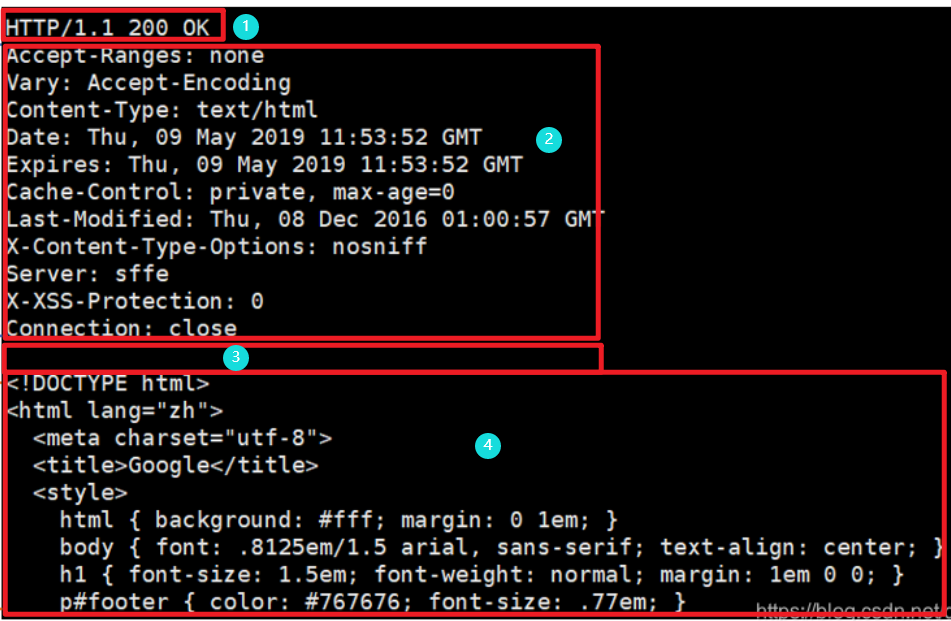 HTTP/1.1 200 OK 1
Accept-Ranges: none
Vary: Accept-Encoding
Content-Type: text/html
Date: Thu, 09 May 2019 11:53:52 GMT 2
Expires: Thu, 09 May 2019 11:53:52 GMT
Cache-Control: private, max-age=0
Last-Modified: Thu, 08 Dec 2016 01:00:57 GMT
X-Content-Type-Options: nosniff
Server: sffe
X-XSS-Protection: 0
Connection: close
3
<!DOCTYPE html>
<html lang="zh">
  <meta charset="utf-8"> 4
  <title>Google</title>
  <style>
    html { background: #fff; margin: 0 1em; }
    body { font: .8125em/1.5 arial, sans-serif; text-align: center; }
    h1 { font-size: 1.5em; font-weight: normal; margin: 1em 0 0; }
    p#footer { color: #767676; font-size: .77em; }
https://blog.csdn.net